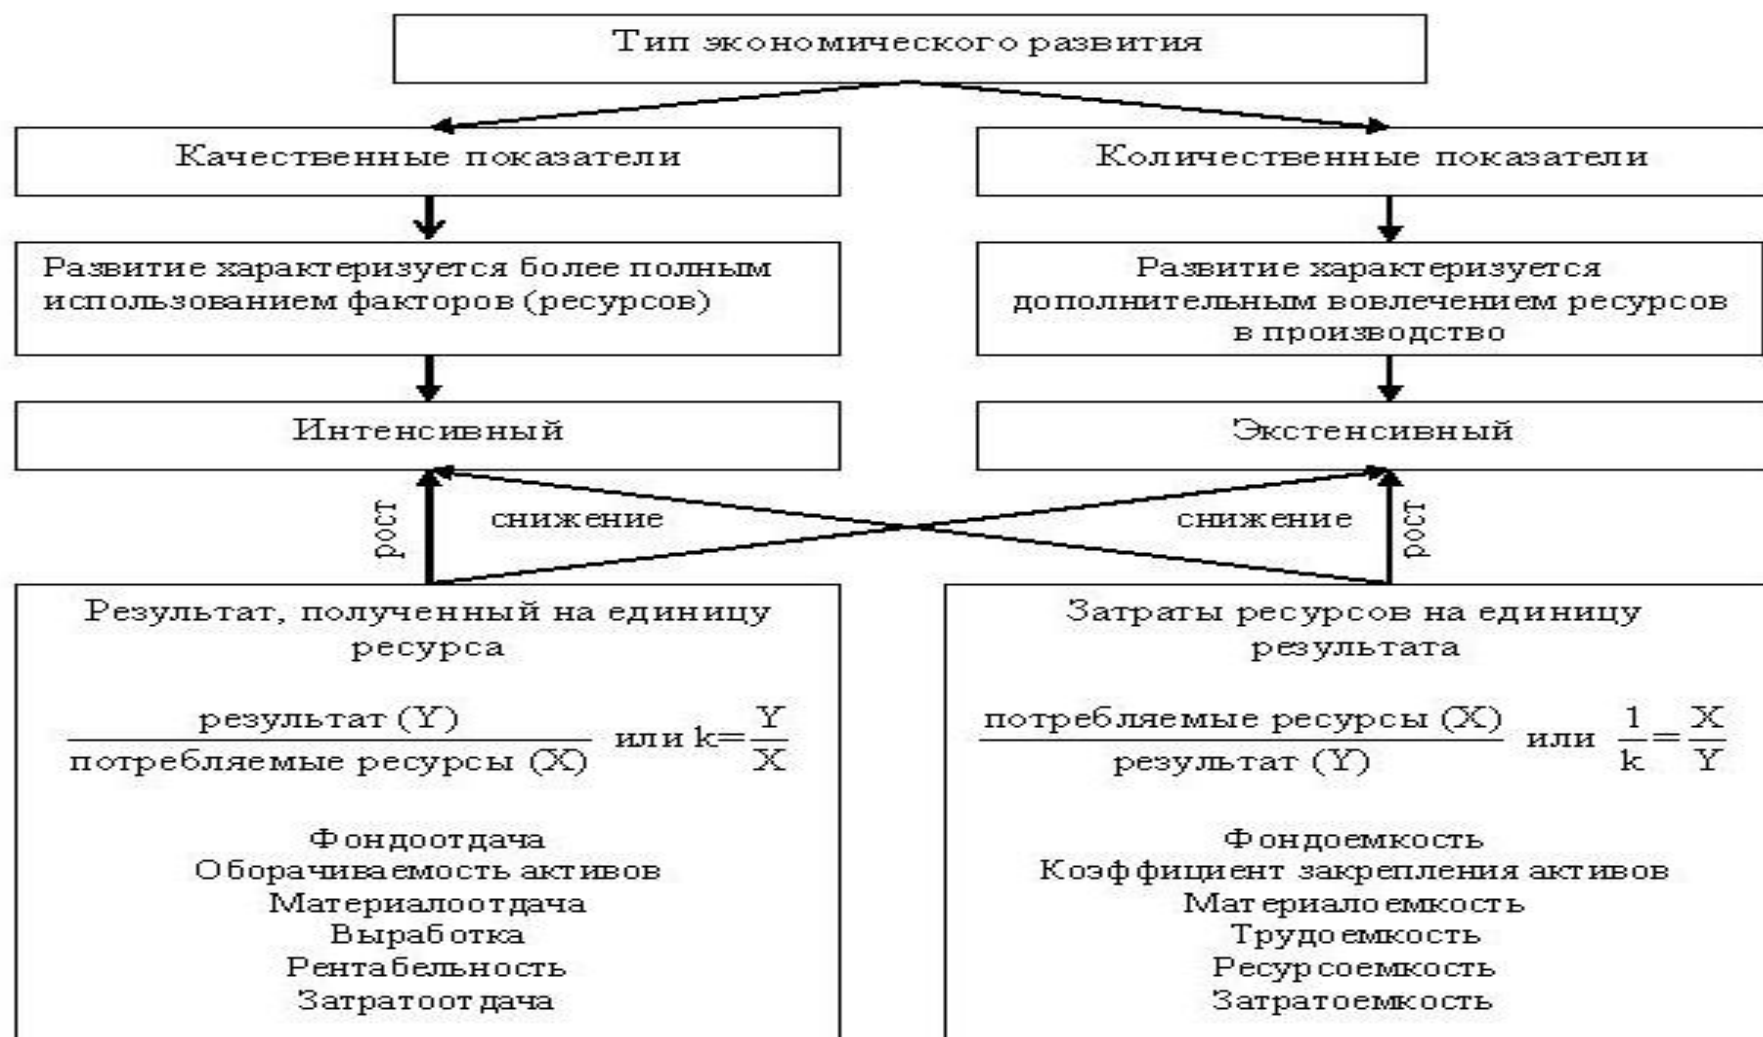 Тип экономического развития
Качественные показатели
Количественные показатели
Развитие характеризуется более полным
использованием факторов (ресурсов)
Развитие характеризуется
дополнительным вовлечением ресурсов
в производство
Интенсивный
Экстенсивный
рост
снижение
снижение
рост
Результат, полученный на единицу
ресурса
результат (Y)
потребляемые ресурсы (X)
или k=Y/X
Фондоотдача
Оборачиваемость активов
Материалоотдача
Выработка
Рентабельность
Затратоотдача
Затраты ресурсов на единицу
результата
потребляемые ресурсы (X)
результат (Y)
или 1/k=X/Y
Фондоемкость
Коэффициент закрепления активов
Материалоемкость
Трудоемкость
Ресурсоемкость
Затратоемкость